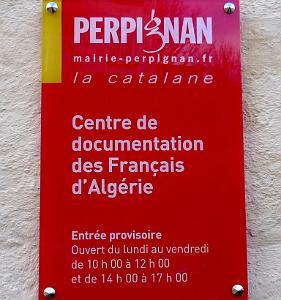 PERPIGNAN
mairie-perpignan.fr
la catalane
Centre de
documentation
des Français
d'Algérie
Entrée provisoire
Ouvert du lundi au vendredi
de 10 h 00 à 12 h 00
et de 14 h 00 à 17 h 00